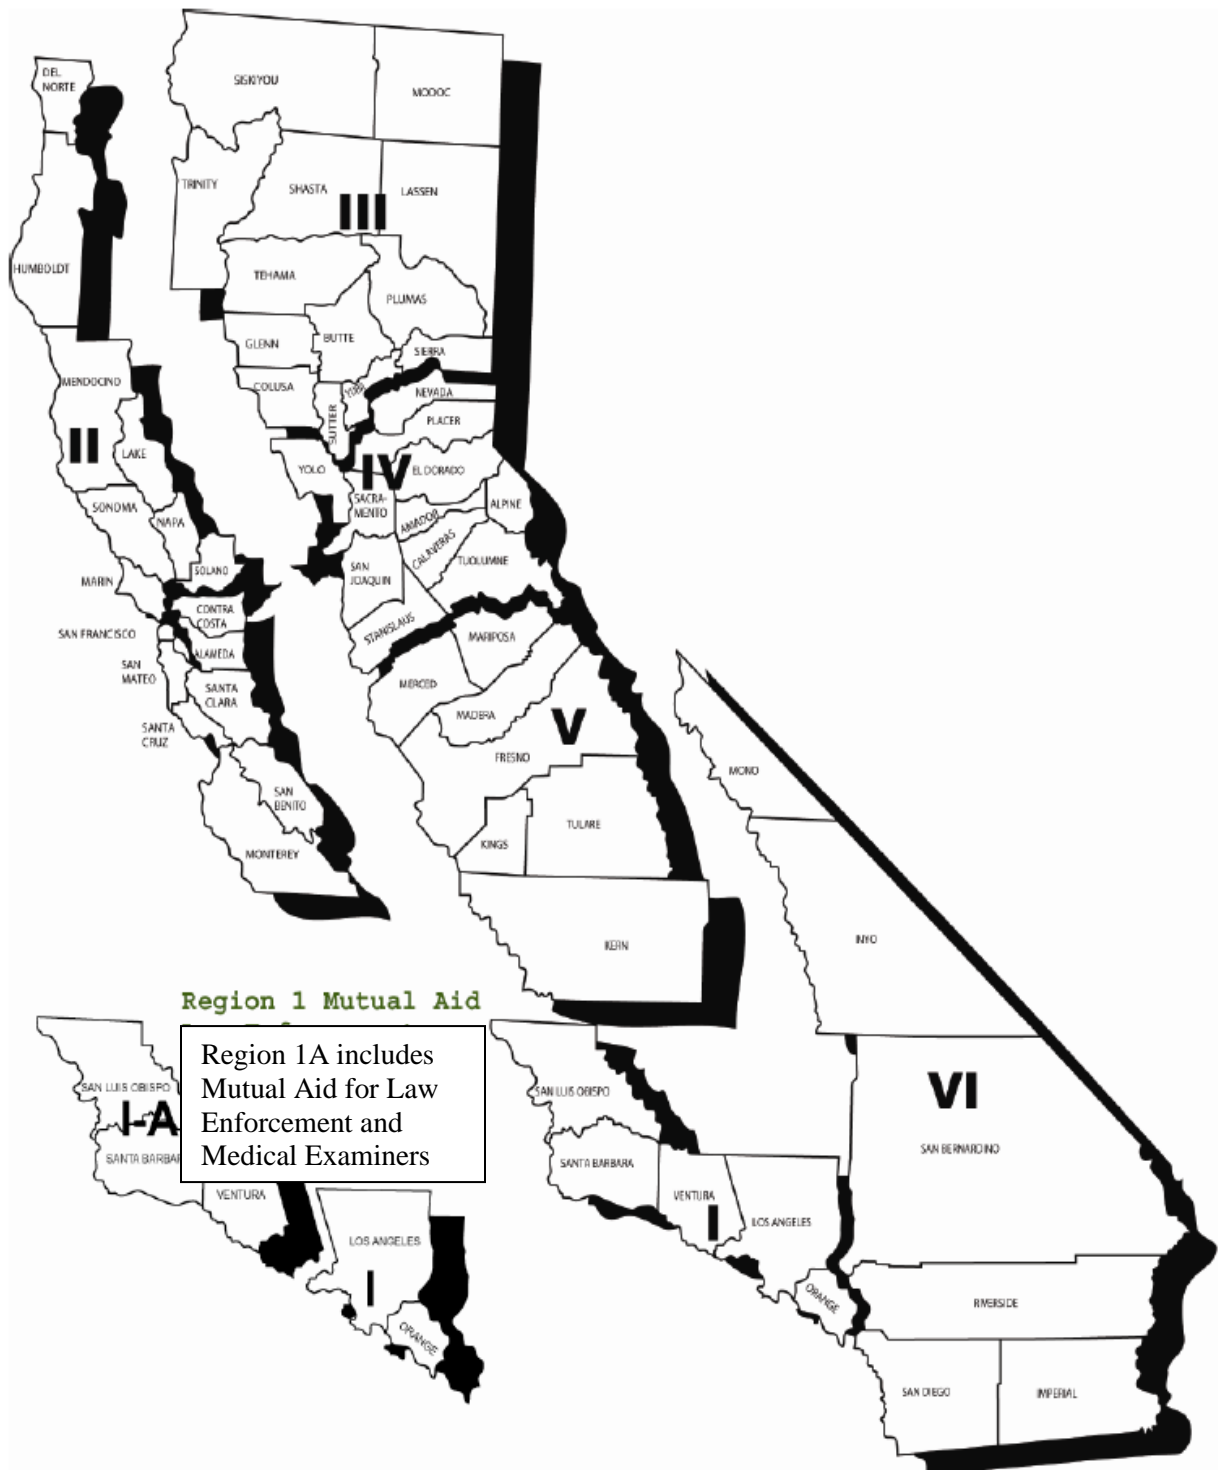 DEL
NORTE
SISKIYOU
MODOC
TRINITY
SHASTA
LASSEN
III
HUMBOLDT
TEHAMA
PLUMAS
GLENN
BUTTE
SIERRA
MENDOCINO
COLUSA
YUBA
NEVADA
SUTTER
PLACER
II
LAKE
YOLO
IV
EL DORADO
SONOMA
NAPA
SACRA-
MENTO
AMADOR
ALPINE
MARIN
SOLANO
SAN
JOAQUIN
CALAVERAS
TUOLUMNE
CONTRA
COSTA
SAN FRANCISCO
STANISLAUS
MARIPOSA
ALAMEDA
SAN
MATEO
SANTA
CLARA
MERCED
MADERA
V
SANTA
CRUZ
FRESNO
MONO
SAN
BENITO
TULARE
KINGS
MONTEREY
KERN
INYO
Region 1 Mutual Aid
Region 1A includes
Mutual Aid for Law
Enforcement and
Medical Examiners
SAN LUIS OBISPO
I-A
SANTA BARBAR
VENTURA
LOS ANGELES
I
ORANGE
SAN LUIS OBISPO
SANTA BARBARA
VENTURA
I
LOS ANGELES
ORANGE
VI
SAN BERNARDINO
RIVERSIDE
SAN DIEGO
IMPERIAL